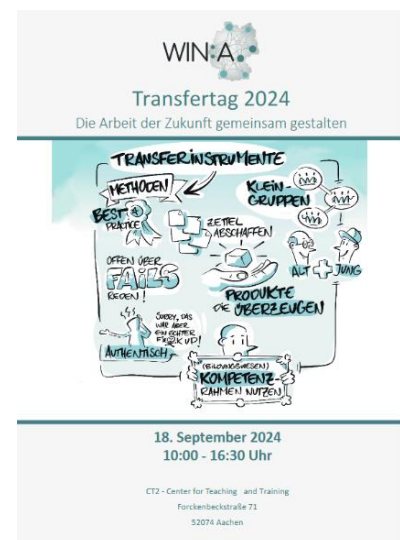 WIN:A
Transfertag 2024
Die Arbeit der Zukunft gemeinsam gestalten
TRANSFERINSTRUMENTE
METHODEN
BEST
PRACTICE
ZETTEL
ABSCHAFFEN
KLEIN-
GRUPPEN
ALT + JUNG
OFFEN ÜBER
FAILS
REDEN!
PRODUKTE
DIE ÜBERZEUGEN
SORRY, DAS
WAR ABER
EIN ECHTER
UP!
AUTHENTISCH
(BILDUNGSWESEN)
KOMPETENZ-
RAHMEN NUTZEN
18. September 2024
10:00 - 16:30 Uhr
CT2 - Center for Teaching and Training
Forckenbeckstraße 71
52074 Aachen